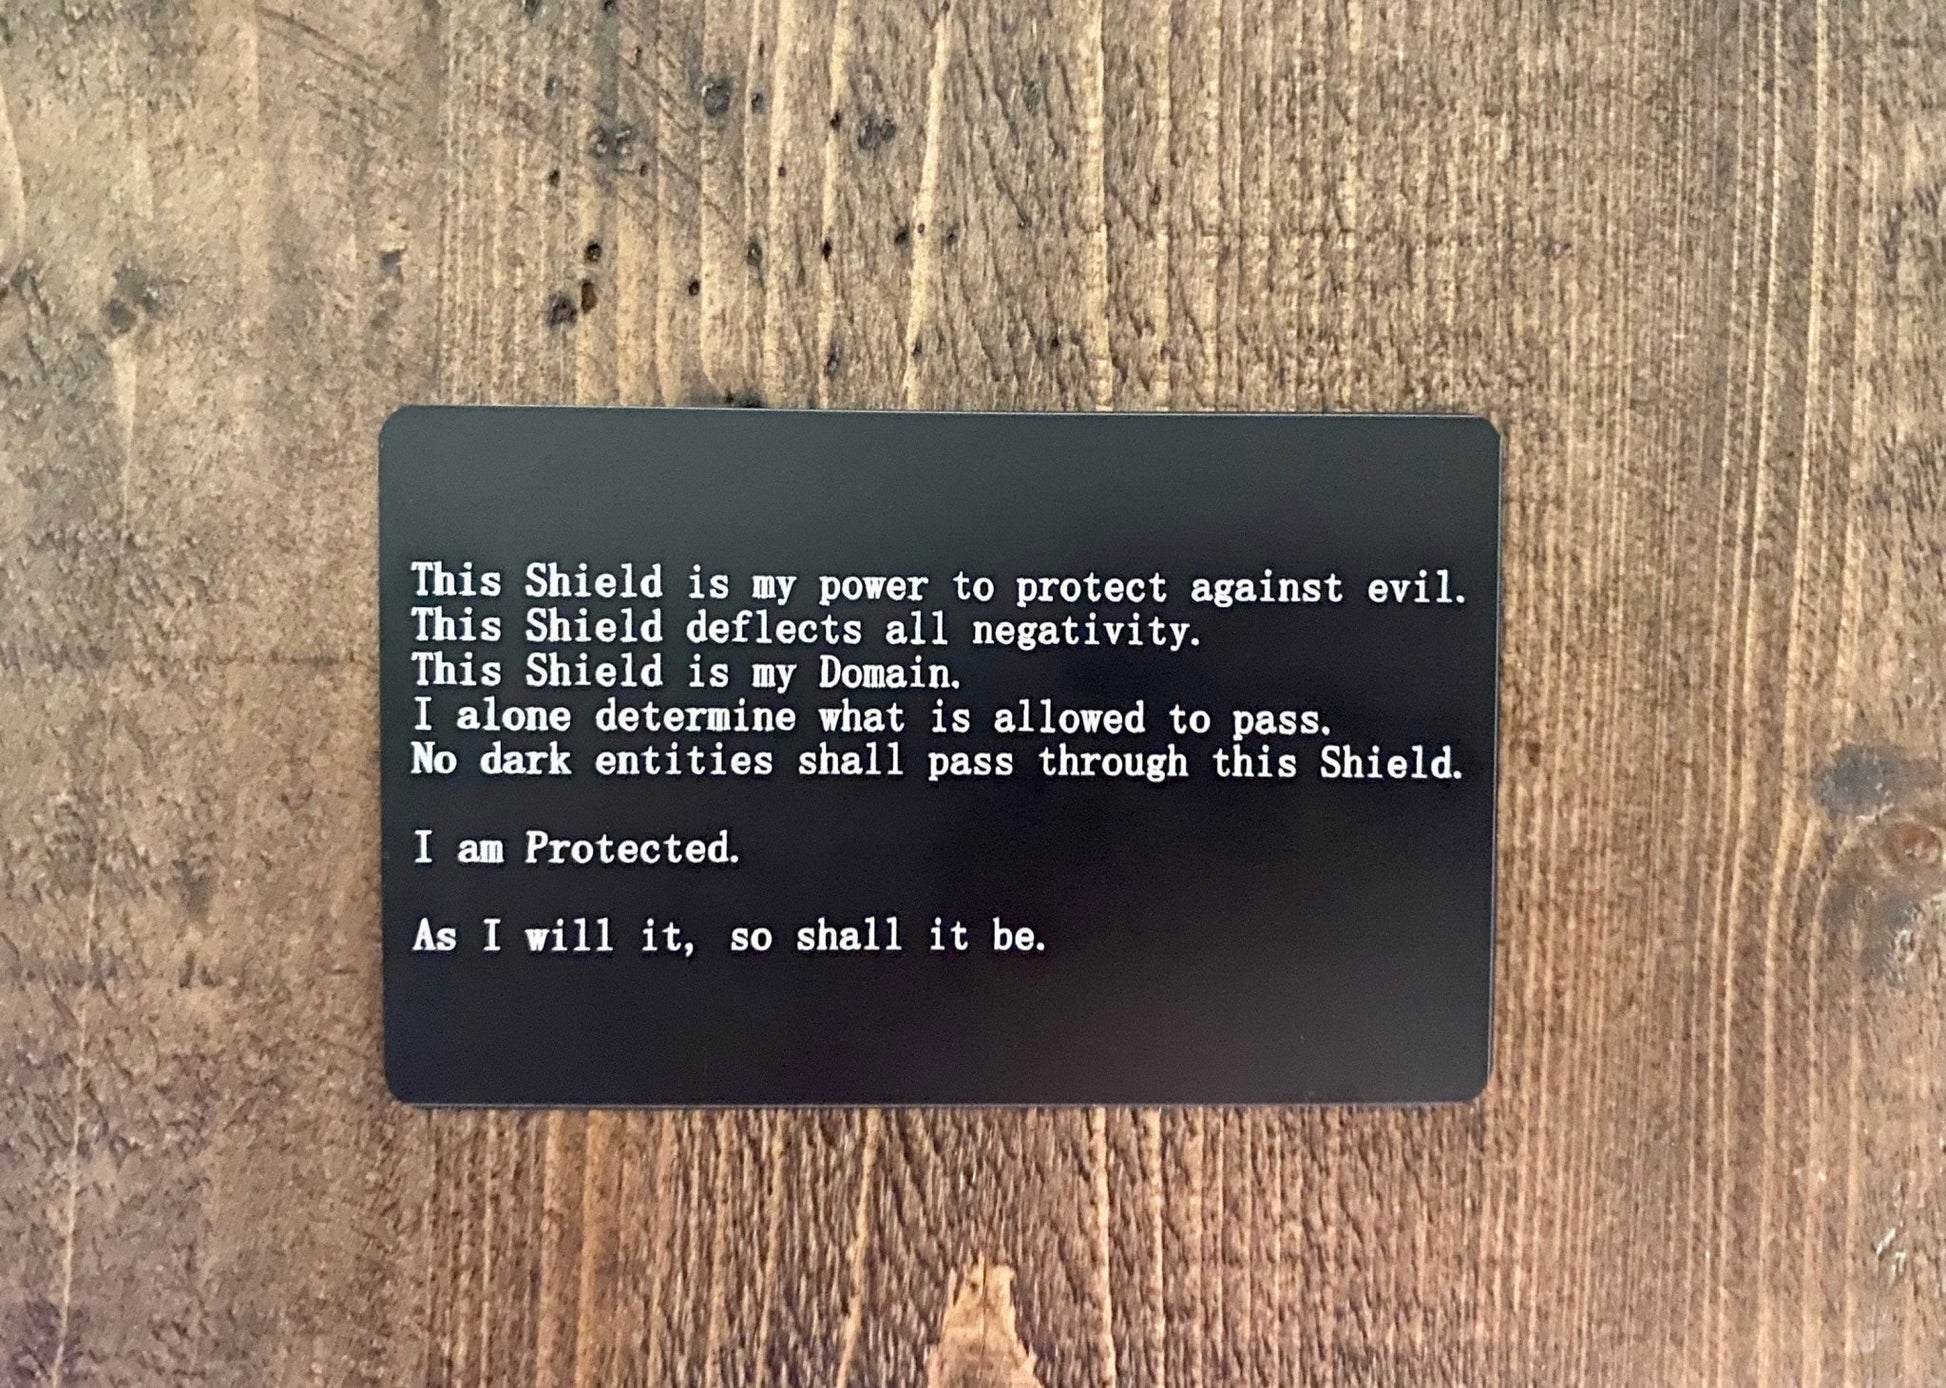 This Shield is my power to protect against evil.
This Shield deflects all negativity.
This Shield is my Domain.
I alone determine what is allowed to pass.
No dark entities shall pass through this Shield.
I am Protected.
As I will it, so shall it be.